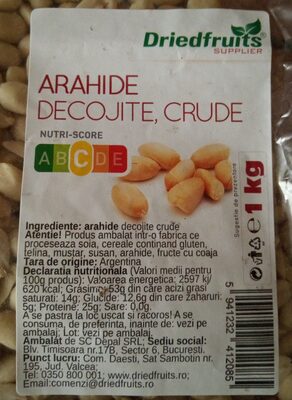 Driedfruits®
SUPPLIER
ARAHIDE
DECOJITE, CRUDE
NUTRI-SCORE
ABCDE
Sugestie de prezentare
e 1 kg
Ingrediente: arahide decojite crude
Atentie! Produs ambalat intr-o fabrica ce
proceseaza soia, cereale continand gluten,
telina, mustar, susan, arahide, fructe cu coaja
Tara de origine: Argentina
Declaratia nutritionala (Valori medii pentru
100g produs): Valoarea energetica: 2597 kJ/
620 kcal; Grasimi: 53g din care acizi grasi
saturati: 14g; Glucide: 12,6g din care zaharuri:
5g; Proteine: 25g; Sare: 0,0g.
A se pastra la loc uscat si racoros! A se
consuma, de preferinta, inainte de: vezi pe
ambalaj; Lot: vezi pe ambalaj.
Ambalat de SC Depal SRL; Sediu social:
Blv. Timisoara nr.17B, Sector 6, Bucuresti.
Punct lucru: Com. Daesti, Sat Sambotin nr.
195, Jud. Valcea;
Tel: 0350 800 001; www.driedfruits.ro;
Email:comenzi@driedfruits.ro
5 941233 412085